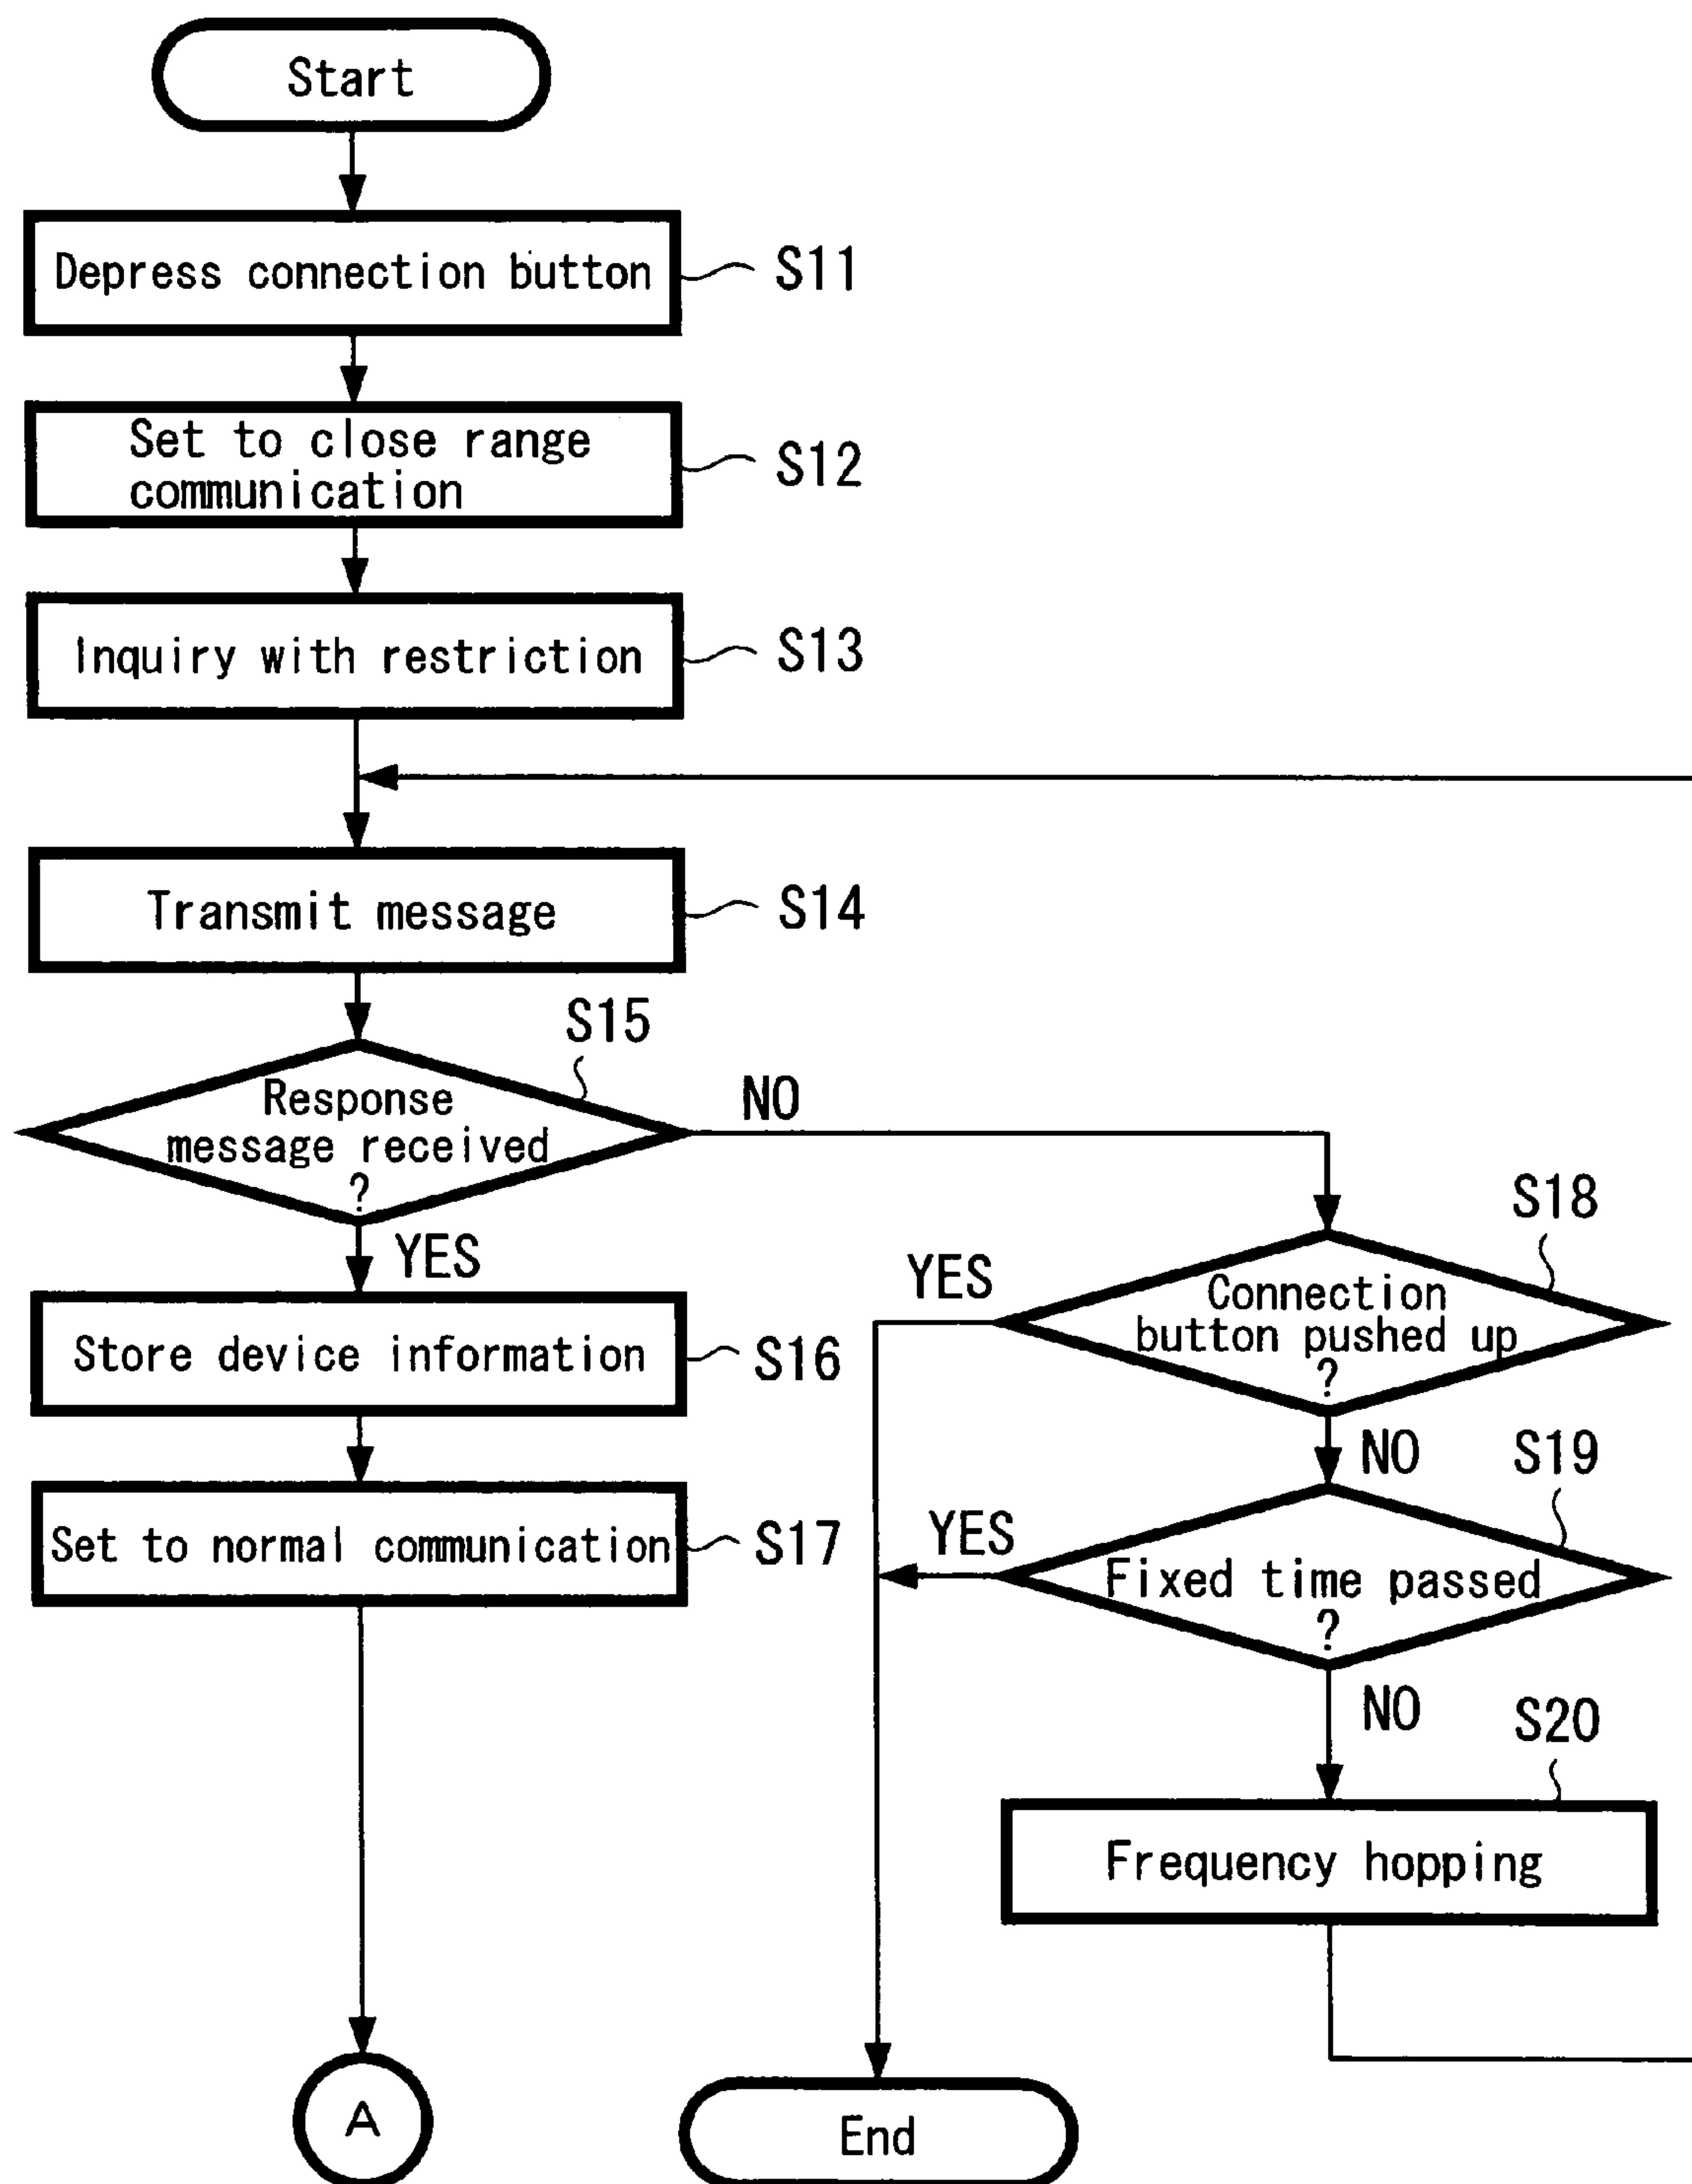 Start
Depress connection button
S11
Set to close range
communication
S12
Inquiry with restriction
S13
Transmit message
S14
S15
Response
message received
?
NO
YES
Store device information
S16
Set to normal communication
S17
A
S18
Connection
button pushed up
?
YES
NO
S19
Fixed time passed
?
YES
NO
S20
Frequency hopping
End